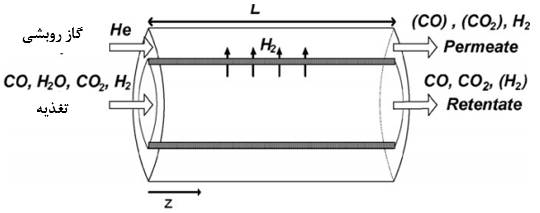 L
گاز روبشی
He
-
H2
(CO) , (CO2), H2
Permeate
CO, H2O, CO2, H2
تغذیه
CO, CO2, (H2)
Retentate
z